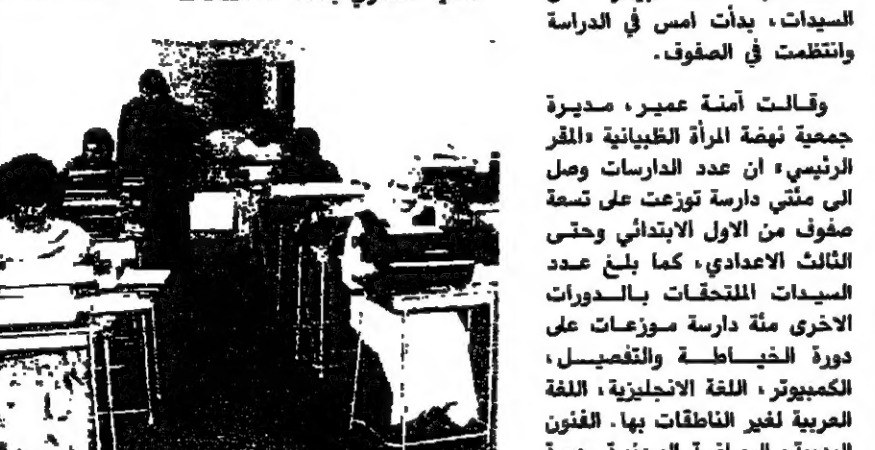 السيدات، بدأت امس في الدراسة
وانتظمت في الصفوف.
وقالت آمنة عمير، مديرة
جمعية نهضة المرأة الظبيانية «المقر
الرئيسي» ان عدد الدارسات وصل
الى مئتي دارسة توزعت على تسعة
صفوف من الاول الابتدائي وحتى
الثالث الاعدادي، كما بلغ عدد
السيدات الملتحقات بالدورات
الاخرى مئة دارسة موزعات على
دورة الخياطة والتفصيل،
الكمبيوتر، اللغة الانجليزية، اللغة
العربية لغير الناطقات بها. الفنون